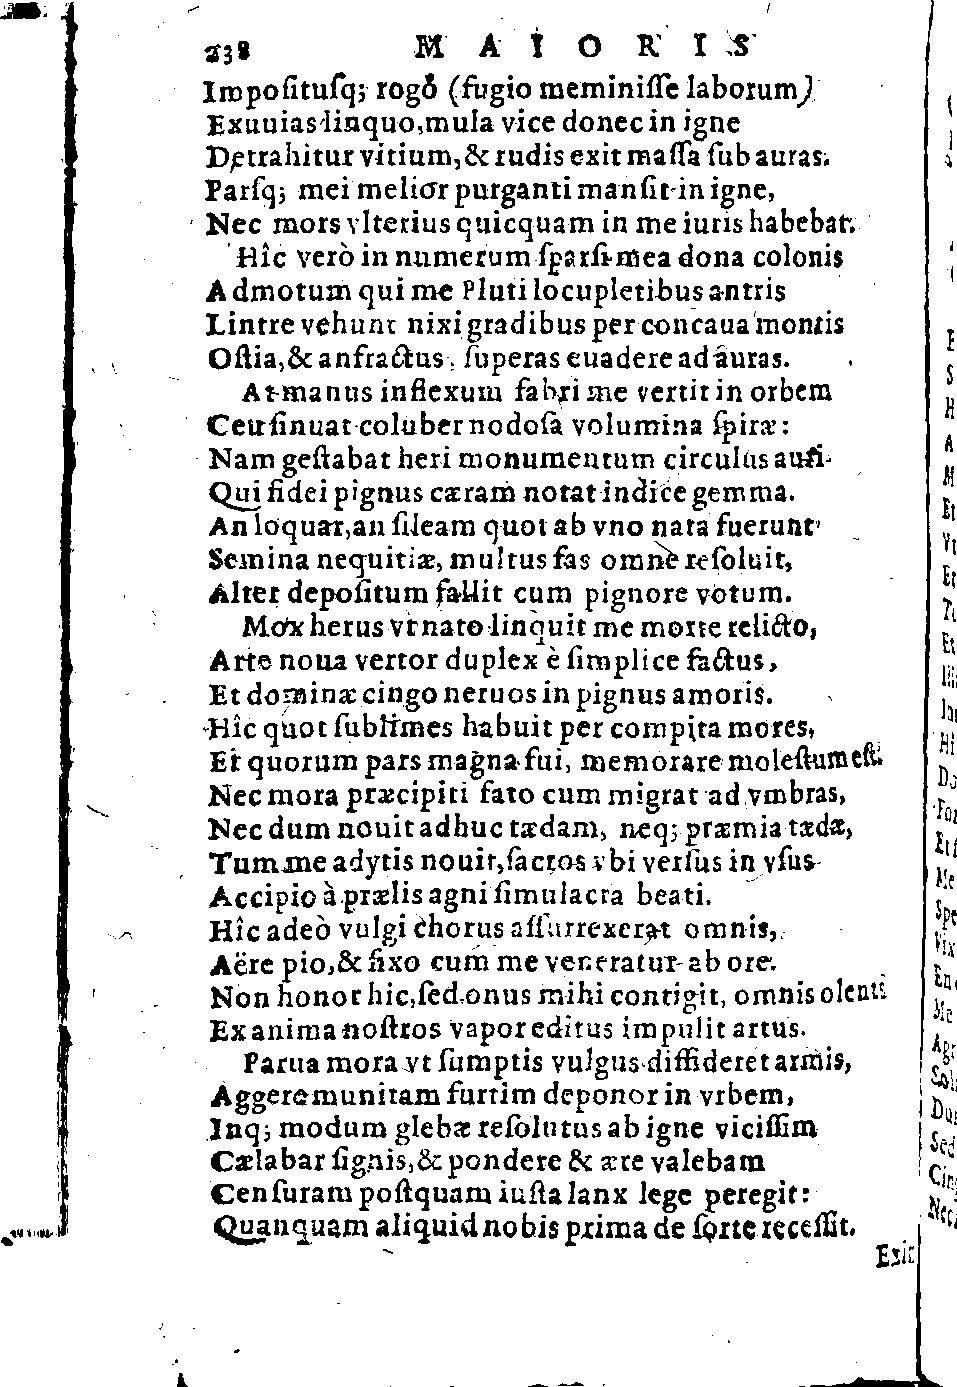 238 MAIORIS
Impoſituſq; rogô (fugio meminiſſe laborum)
Exuuias linquo, mula vice donec in igne
Detrahitur vitium, & rudis exit maſſa ſub auras.
Parſq; mei melior purganti manſit in igne,
Nec mors vlterius quicquam in me iuris habebat.
Hîc verò in numerum ſparſi mea dona colonis
Admotum qui me Pluti locupletibus antris
Lintre vehunt nixi gradibus per concaua montis
Oſtia, & anfractus, ſuperas euadere ad auras.
At manus inflexum fabri me vertit in orbem
Ceu ſinuat coluber nodoſa volumina ſpiræ:
Nam geſtabat heri monumentum circulus auſi
Qui fidei pignus cæram notat indice gemma.
An loquar, an ſileam quot ab vno nata fuerunt
Semina nequitiæ, multus fas omne reſoluit,
Alter depoſitum fallit cum pignore votum.
Mox herus vt nato linquit me morte relicto,
Arte noua vertor duplex è ſimplice factus,
Et dominæ cingo neruos in pignus amoris.
Hîc quot ſublimes habuit per compita mores,
Et quorum pars magna fui, memorare moleſtum eſt.
Nec mora præcipiti fato cum migrat ad vmbras,
Nec dum nouit adhuc tædam, neq; præmia tædæ,
Tum me adytis nouit, ſacros vbi verſus in vſus
Accipio à prælis agni ſimulacra beati.
Hîc adeò vulgi chorus aſſurrexerat omnis,
Aëre pio, & fixo cum me veneratur ab ore.
Non honor hic, ſed onus mihi contigit, omnis olenti
Ex anima noſtros vapor editus impulit artus.
Parua mora vt ſumptis vulgus diffideret armis,
Aggere munitam furtim deponor in vrbem,
Inq; modum glebæ reſolutus ab igne viciſſim
Cælabar ſignis, & pondere & ære valebam
Cenſuram poſtquam iuſta lanx lege peregit:
Quanquam aliquid nobis prima de ſorte receſſit.
Exit